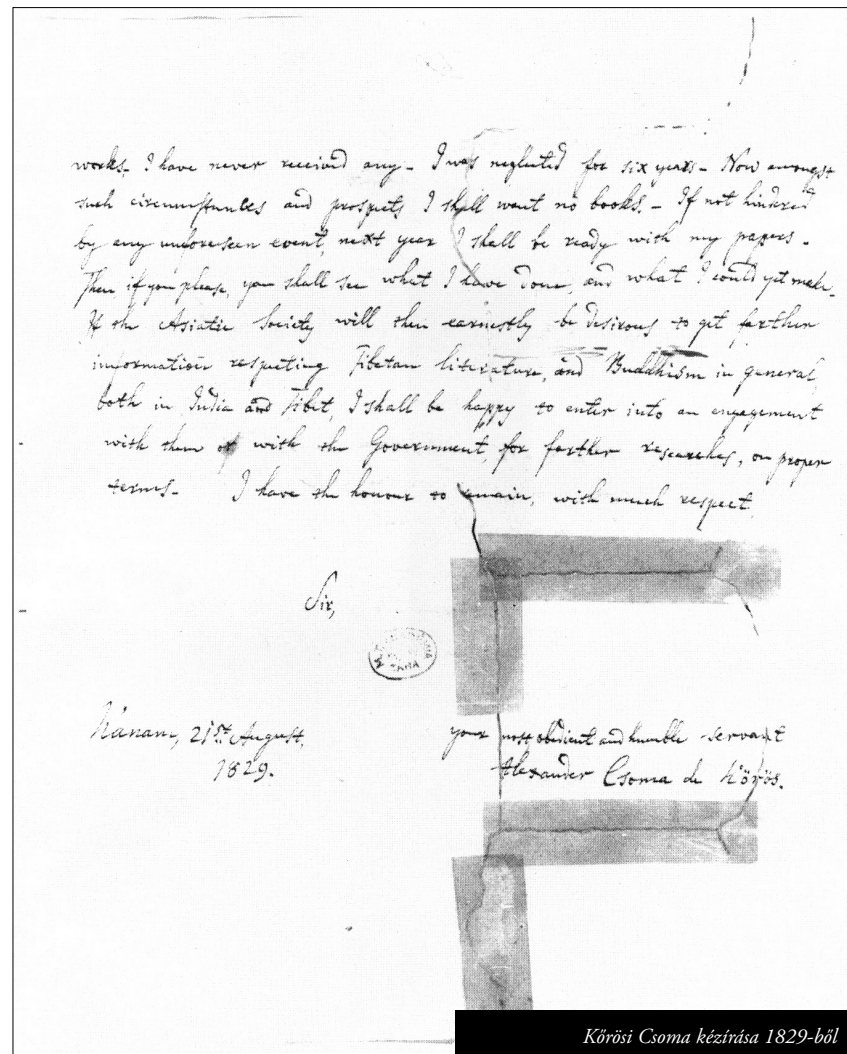 works. I have never received any. I was neglected for six years. Now amongst
such circumstances and prospects I shall want no books. If not hindred
by any unforeseen event, next year I shall be ready with my papers.
Then, if you please, you shall see what I have done, and what I could yet make.
If the Asiatic Society will then earnestly be desirous to get farther
information respecting Tibetan literature, and Buddhism in general,
both in India and Tibet, I shall be happy to enter into an engagement
with them or with the Government, for farther researches, on proper
terms. I have the honour to remain, with much respect,
Sir,
Kánam, 21st August,
1829.
your most obedient and humble servant
Alexander Csoma de Kőrös.
Kőrösi Csoma kézírása 1829-ből